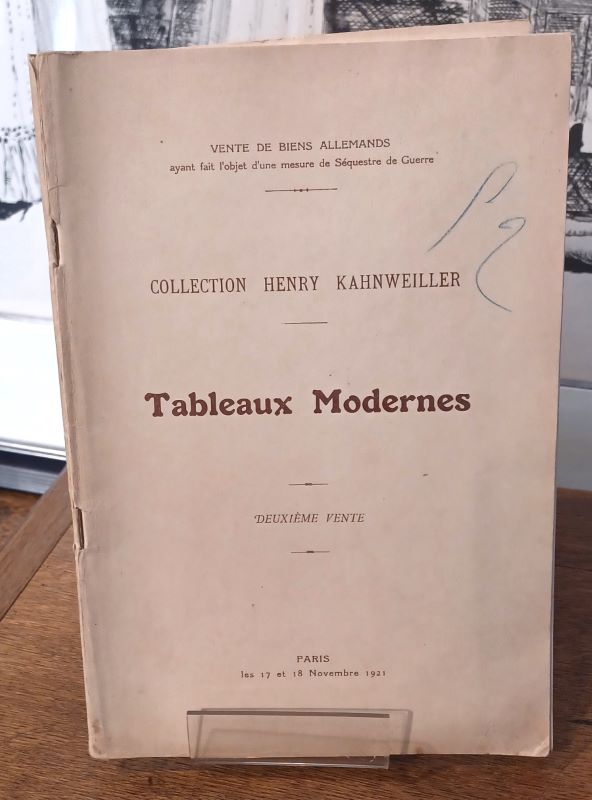 VENTE DE BIENS ALLEMANDS
ayant fait l'objet d'une mesure de Séquestre de Guerre
COLLECTION HENRY KAHNWEILLER
Tableaux Modernes
DEUXIÈME VENTE
PARIS
les 17 et 18 Novembre 1921